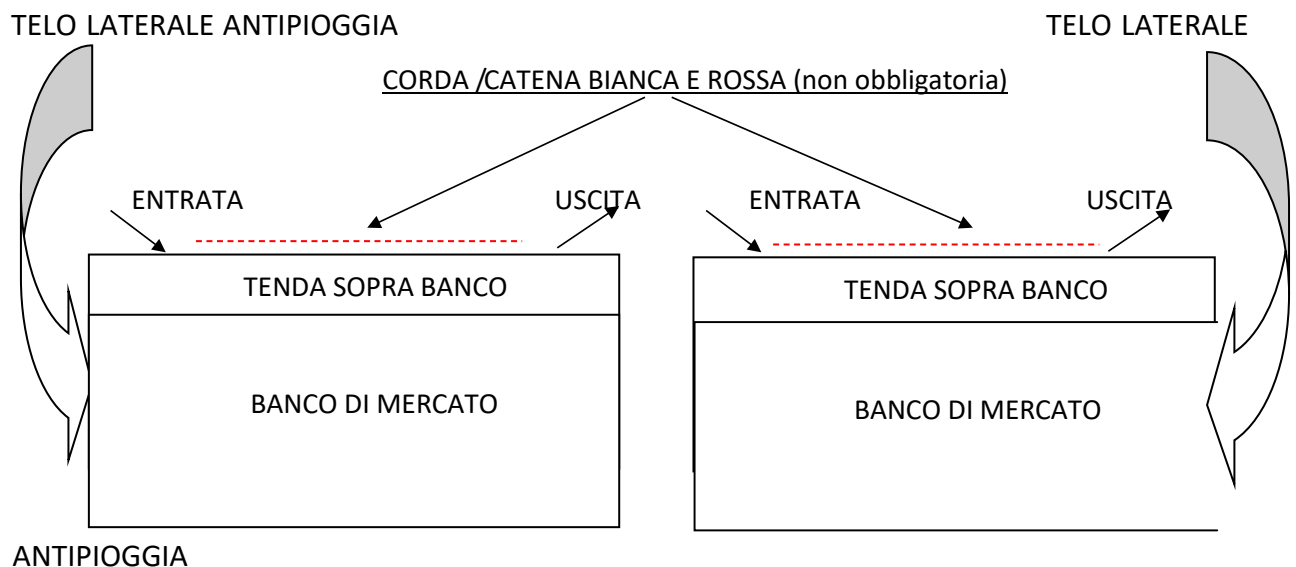 TELO LATERALE ANTIPIOGGIA
TELO LATERALE
CORDA /CATENA BIANCA E ROSSA (non obbligatoria)
ENTRATA
USCITA
ENTRATA
USCITA
TENDA SOPRA BANCO
TENDA SOPRA BANCO
BANCO DI MERCATO
BANCO DI MERCATO
ANTIPIOGGIA